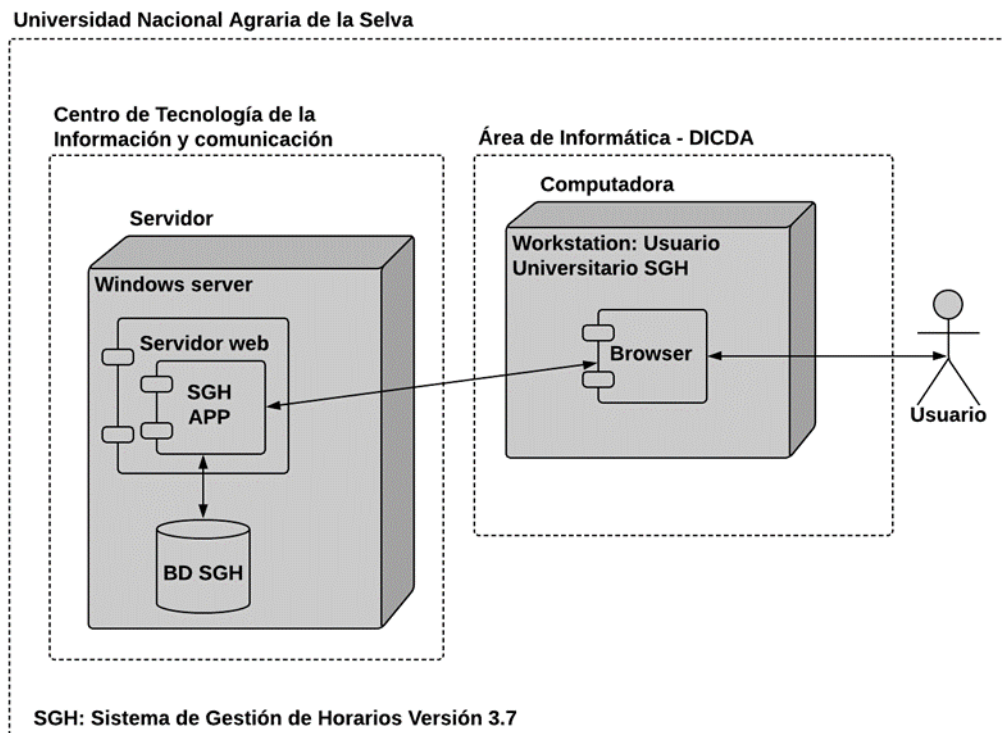 Universidad Nacional Agraria de la Selva
Centro de Tecnología de la
Información y comunicación
Servidor
Windows server
Servidor web
SGH
APP
BD SGH
Área de Informática - DICDA
Computadora
Workstation: Usuario
Universitario SGH
Browser
Usuario
SGH: Sistema de Gestión de Horarios Versión 3.7